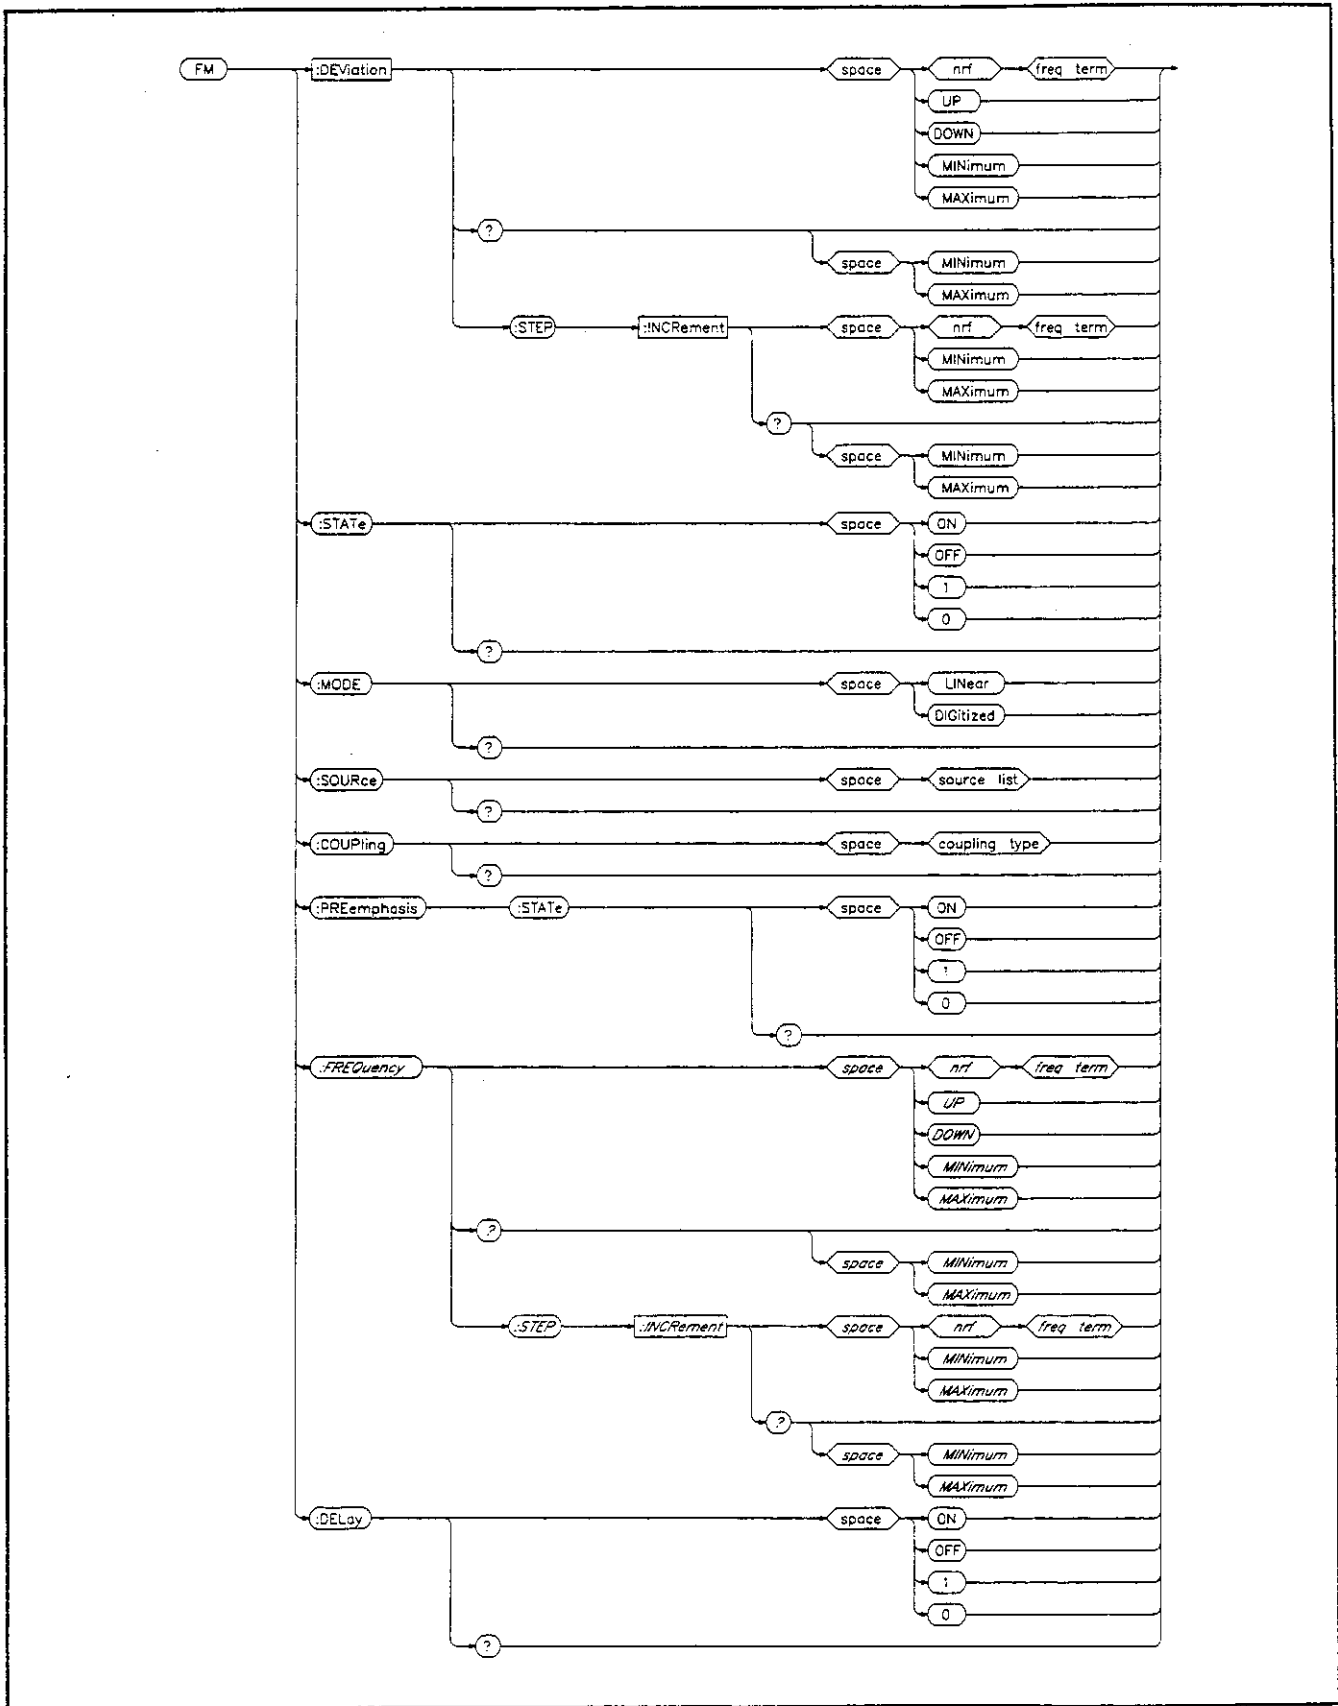 FM :DEViation space nrf freq term
UP
DOWN
MINimum
MAXimum
?
space MINimum
MAXimum
:STEP :INCRement space nrf freq term
MINimum
MAXimum
?
space MINimum
MAXimum
:STATe space ON
OFF
1
0
?
:MODE space LINear
DIGitized
?
:SOURce space source list
?
:COUPling space coupling type
?
:PREemphasis :STATe space ON
OFF
1
0
?
:FREQuency space nrf freq term
UP
DOWN
MINimum
MAXimum
?
space MINimum
MAXimum
:STEP :INCRement space nrf freq term
MINimum
MAXimum
?
space MINimum
MAXimum
:DELay space ON
OFF
1
0
?